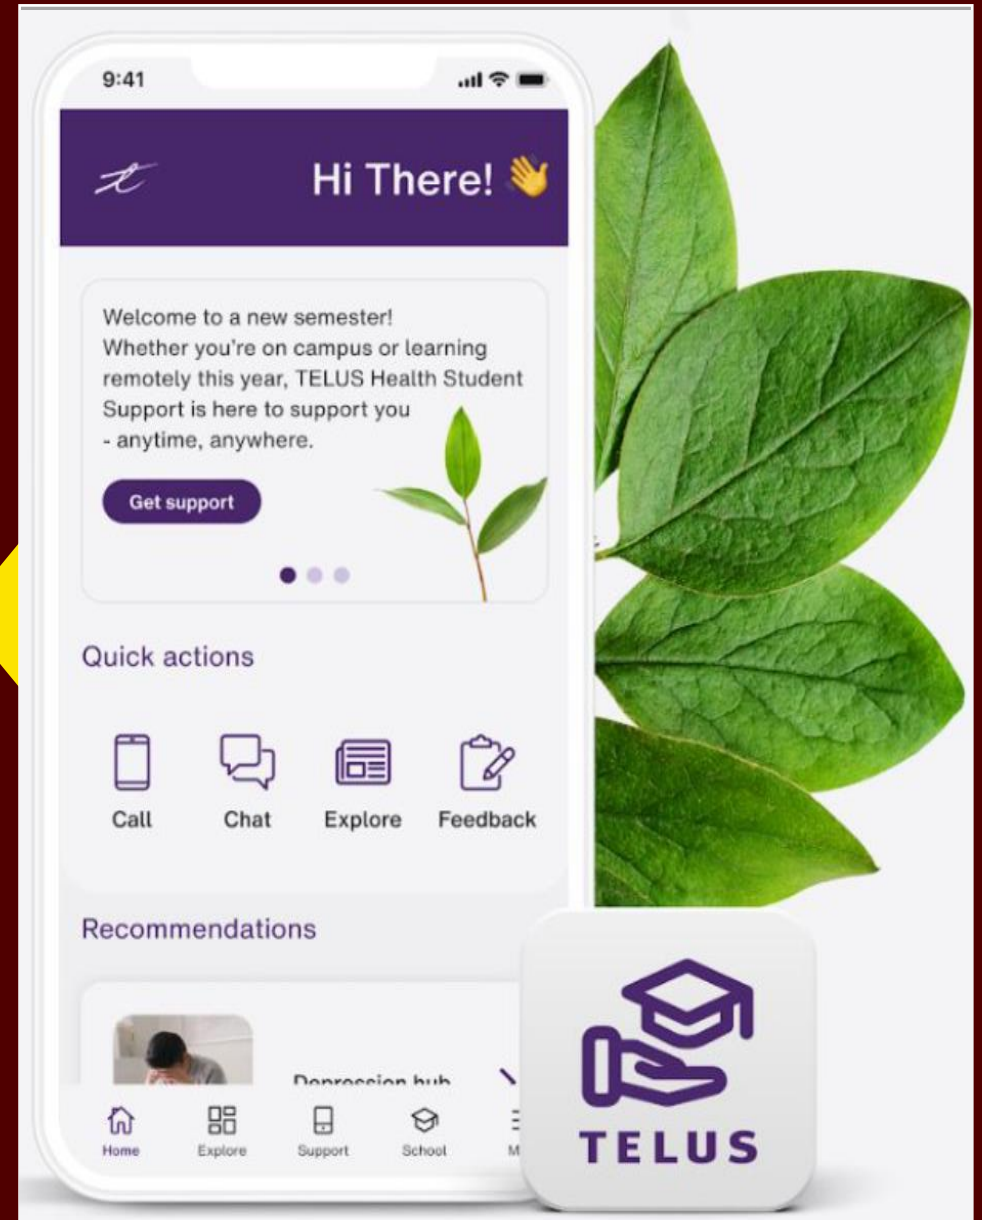 9:41
Hi There! 👋
Welcome to a new semester!
Whether you're on campus or learning
remotely this year, TELUS Health Student
Support is here to support you
- anytime, anywhere.
Get support
Quick actions
Call Chat Explore Feedback
Recommendations
Depression hub
Home Explore Support School
TELUS